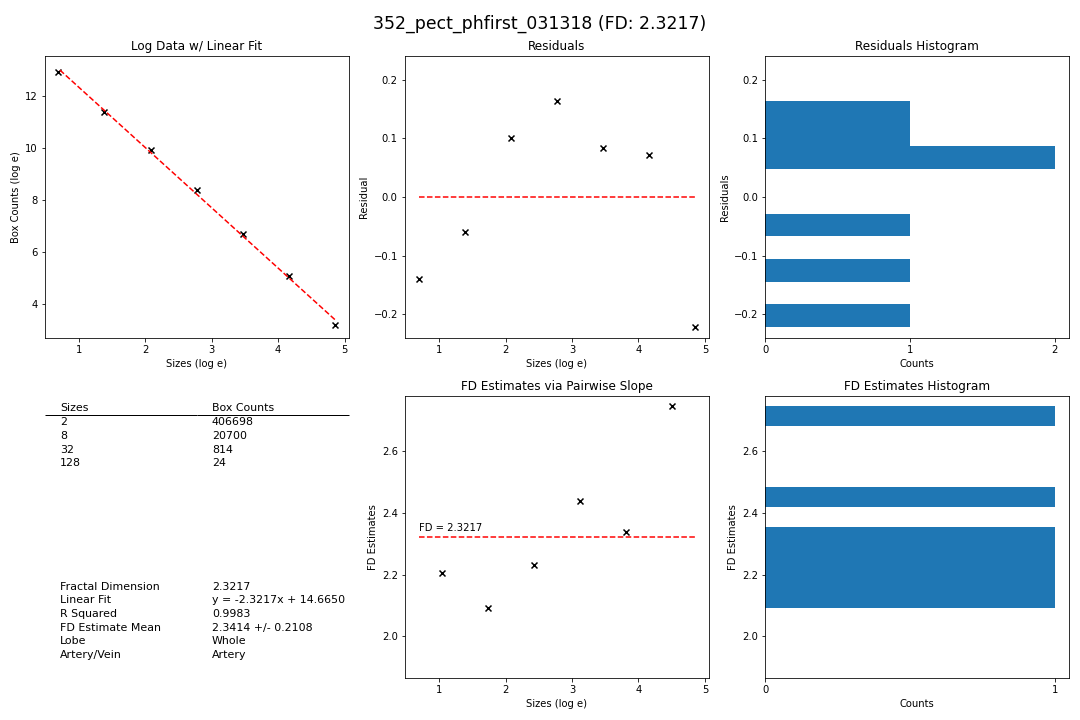 352_pect_phfirst_031318 (FD: 2.3217)
Log Data w/ Linear Fit
Box Counts (log e)
12
10
8
6
4
1 2 3 4 5
Sizes (log e)
Residuals
Residual
0.2
0.1
0.0
−0.1
−0.2
1 2 3 4 5
Sizes (log e)
Residuals Histogram
Residuals
0.2
0.1
0.0
−0.1
−0.2
0 1 2
Counts
Sizes Box Counts
2 406698
8 20700
32 814
128 24
Fractal Dimension 2.3217
Linear Fit y = -2.3217x + 14.6650
R Squared 0.9983
FD Estimate Mean 2.3414 +/- 0.2108
Lobe Whole
Artery/Vein Artery
FD Estimates via Pairwise Slope
FD Estimates
2.6
2.4
2.2
2.0
FD = 2.3217
1 2 3 4 5
Sizes (log e)
FD Estimates Histogram
FD Estimates
2.6
2.4
2.2
2.0
0 1
Counts